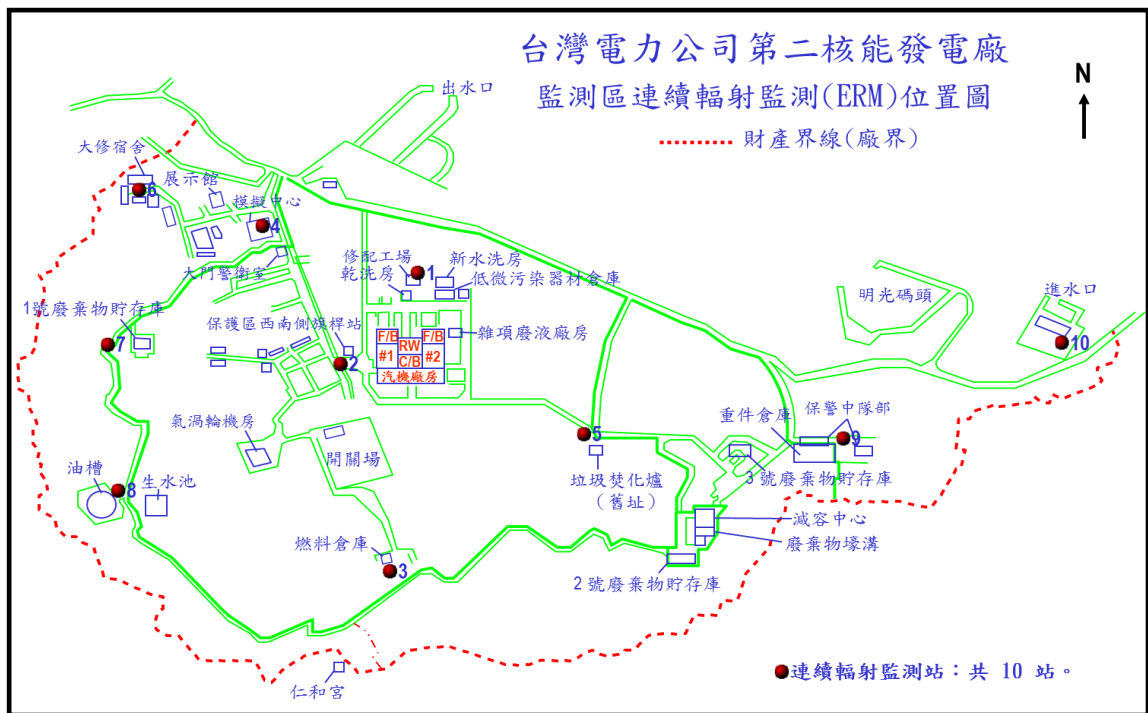 台灣電力公司第二核能發電廠
監測區連續輻射監測(ERM)位置圖
財產界線(廠界)
N
出水口
大修宿舍
6
展示館
模擬中心
4
大門警衛室
修配工場
1
新水洗房
乾洗房
低微污染器材倉庫
明光碼頭
進水口
10
1號廢棄物貯存庫
7
保護區西南側旗桿站
2
F/B
RW
F/B
#1
C/B
#2
汽機廠房
雜項廢液廠房
氣渦輪機房
開關場
5
垃圾焚化爐
(舊址)
重件倉庫
保警中隊部
9
3號廢棄物貯存庫
油槽
8
生水池
減容中心
廢棄物壕溝
燃料倉庫
3
2號廢棄物貯存庫
仁和宮
連續輻射監測站：共 10 站。